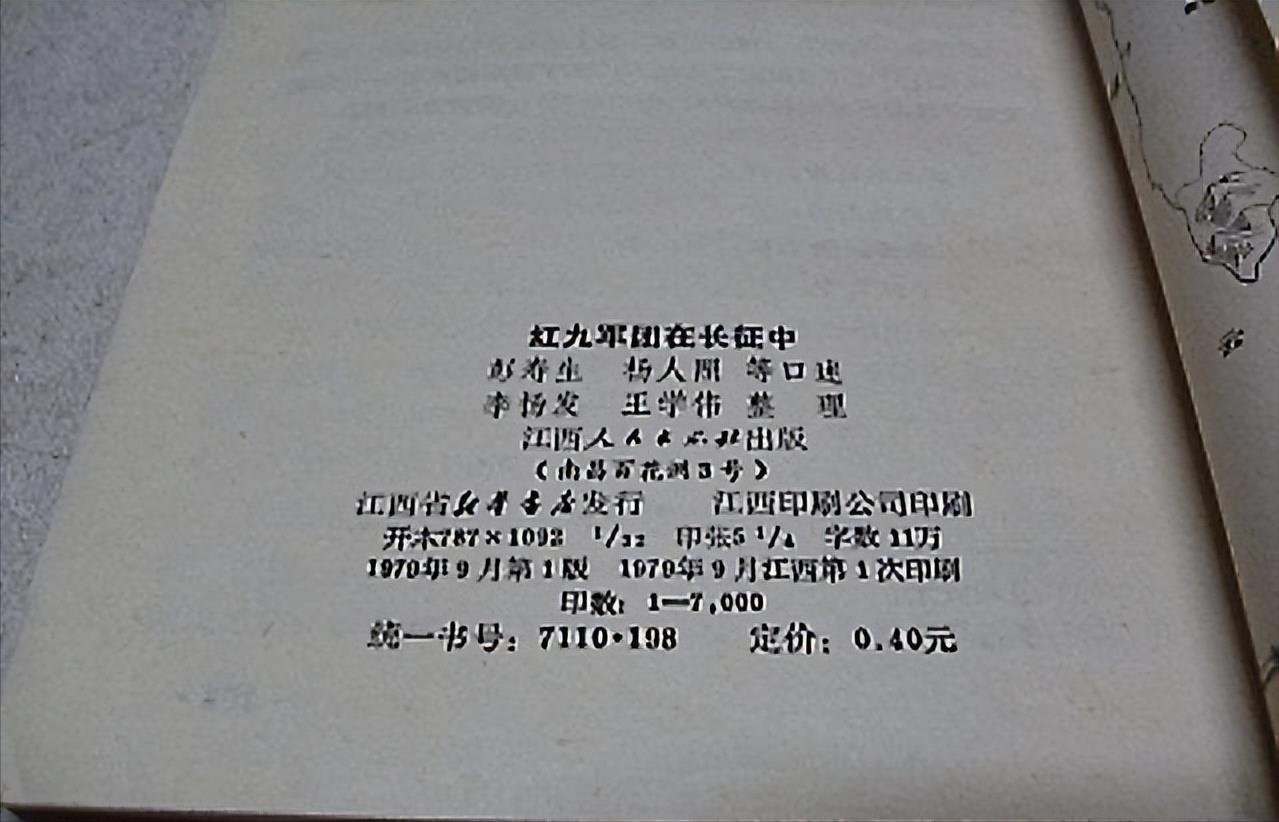 红九军团在长征中
彭寿生 杨人照 等口述
李扬发 王学伟 整 理
江西人民出版社出版
(南昌百花洲3号)
江西省新华书店发行 江西印刷公司印刷
开本787×1092 1/32 印张5 1/4 字数11万
1970年9月第1版 1970年9月江西第1次印刷
印数: 1—7,000
统一书号: 7110·198 定价: 0.40元